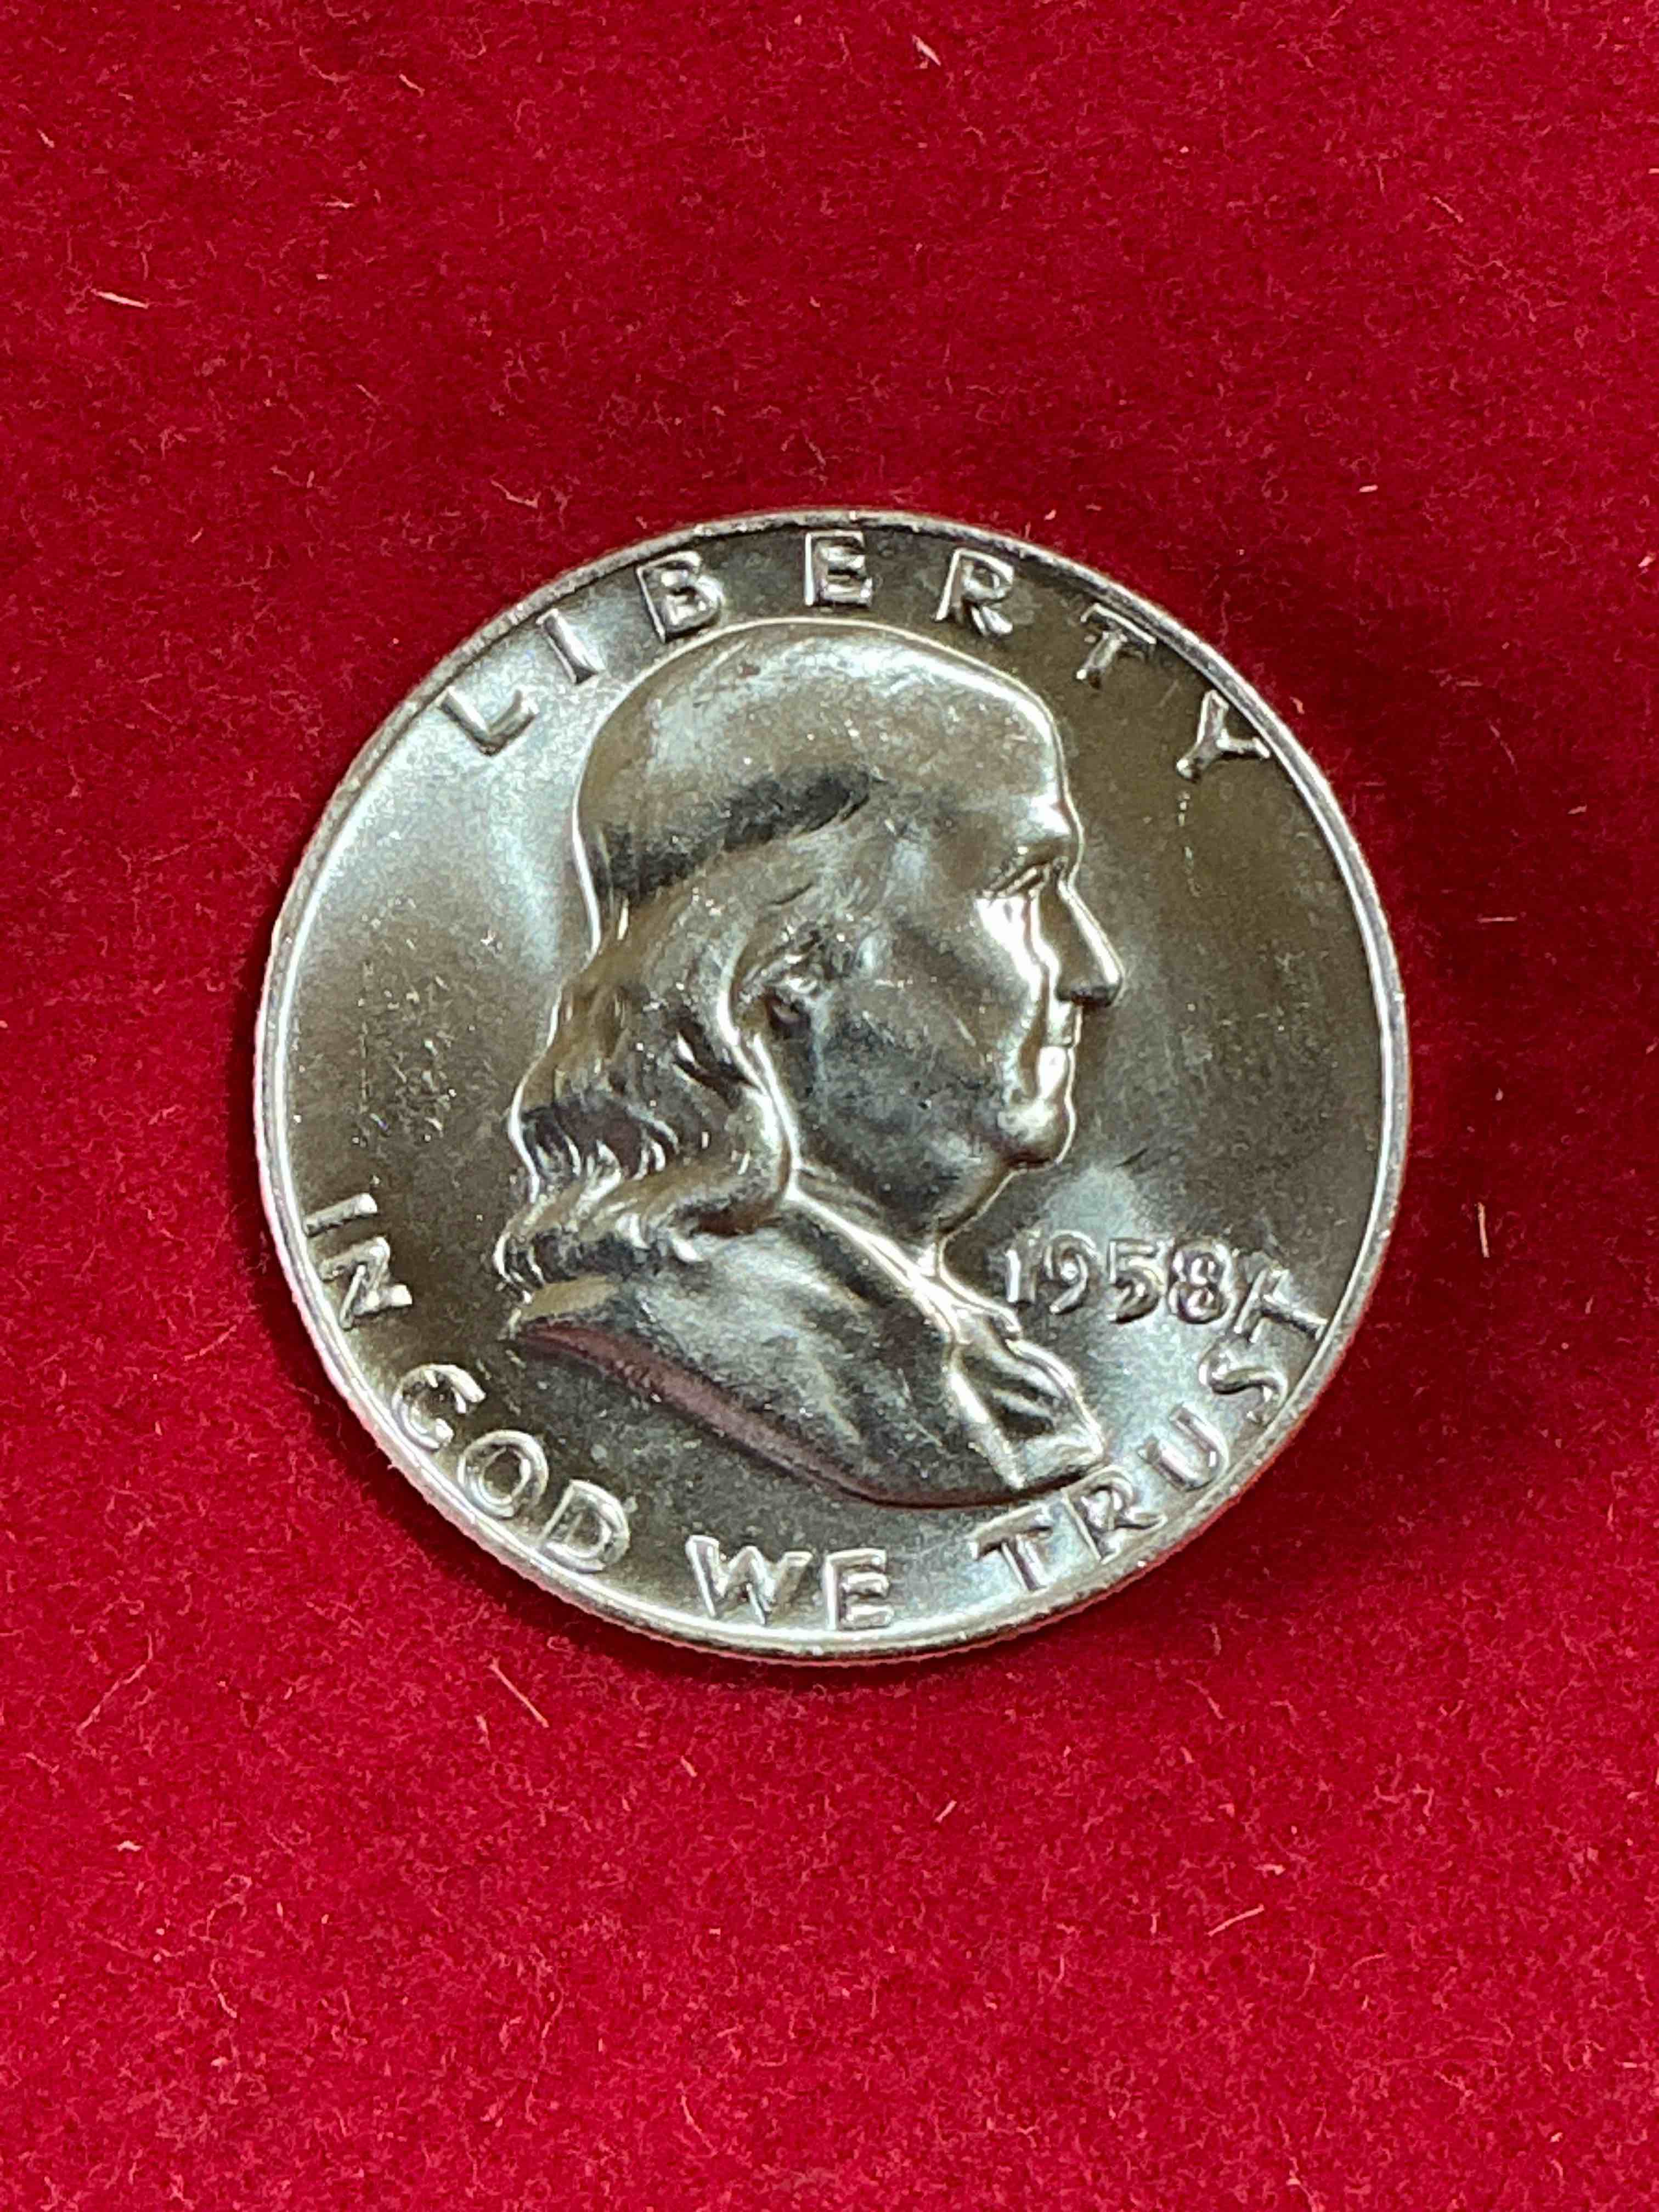 LIBERTY
1958
IN GOD WE TRUST